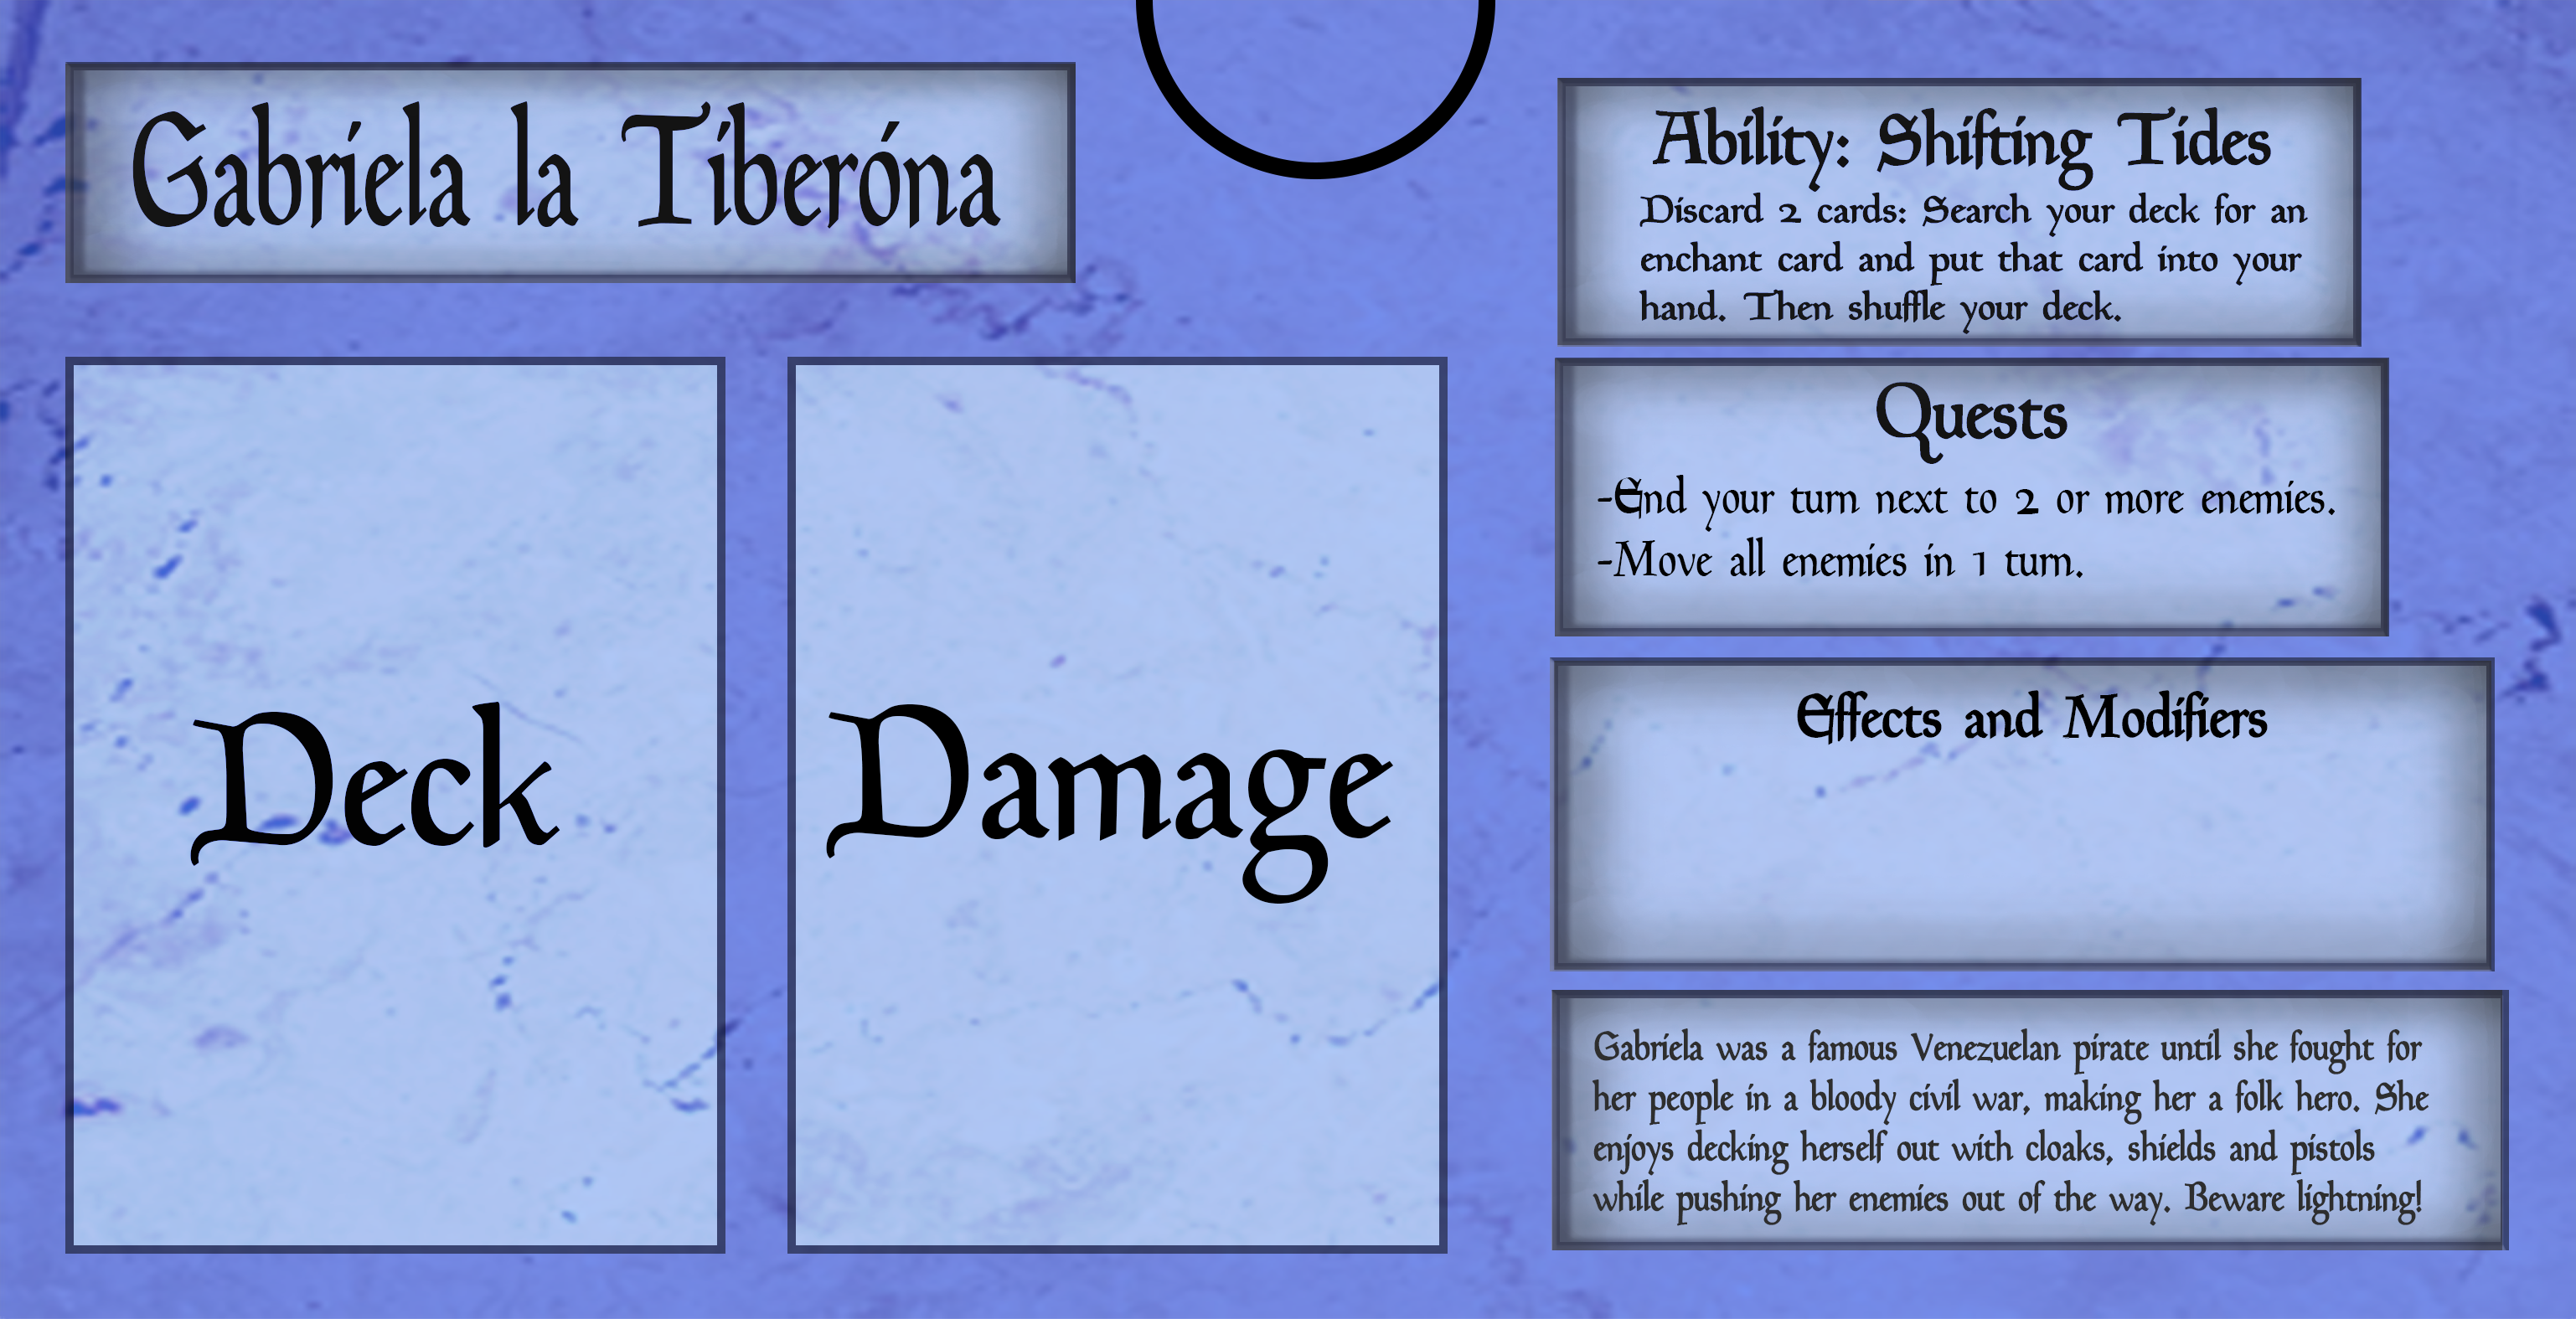 Gabriela la Tiberóna
Ability: Shifting Tides
Discard 2 cards: Search your deck for an
enchant card and put that card into your
hand. Then shuffle your deck.
Quests
-End your turn next to 2 or more enemies.
-Move all enemies in 1 turn.
Deck
Damage
Effects and Modifiers
Gabriela was a famous Venezuelan pirate until she fought for
her people in a bloody civil war, making her a folk hero. She
enjoys decking herself out with cloaks, shields and pistols
while pushing her enemies out of the way. Beware lightning!